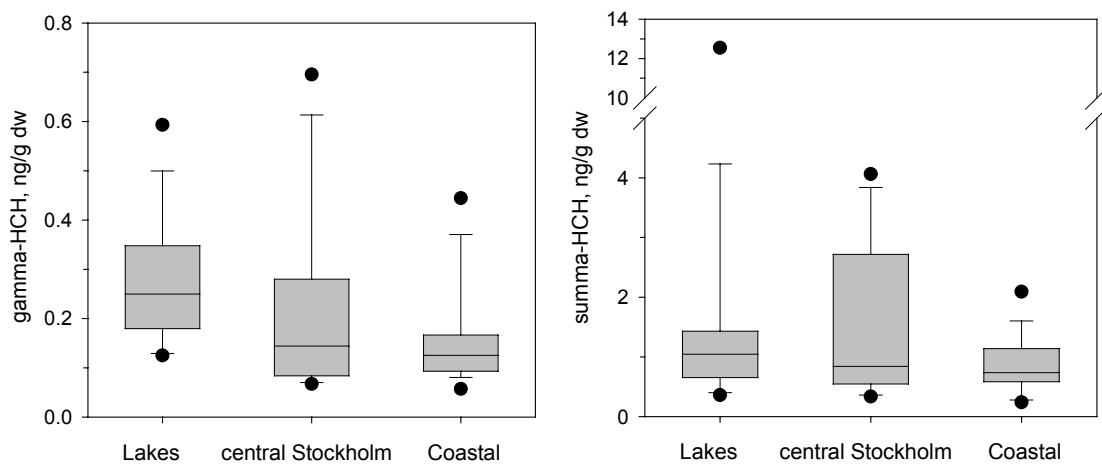 gamma-HCH, ng/g dw
0.8
0.6
0.4
0.2
0.0
Lakes
central Stockholm
Coastal
summa-HCH, ng/g dw
14
12
10
4
2
0
Lakes
central Stockholm
Coastal